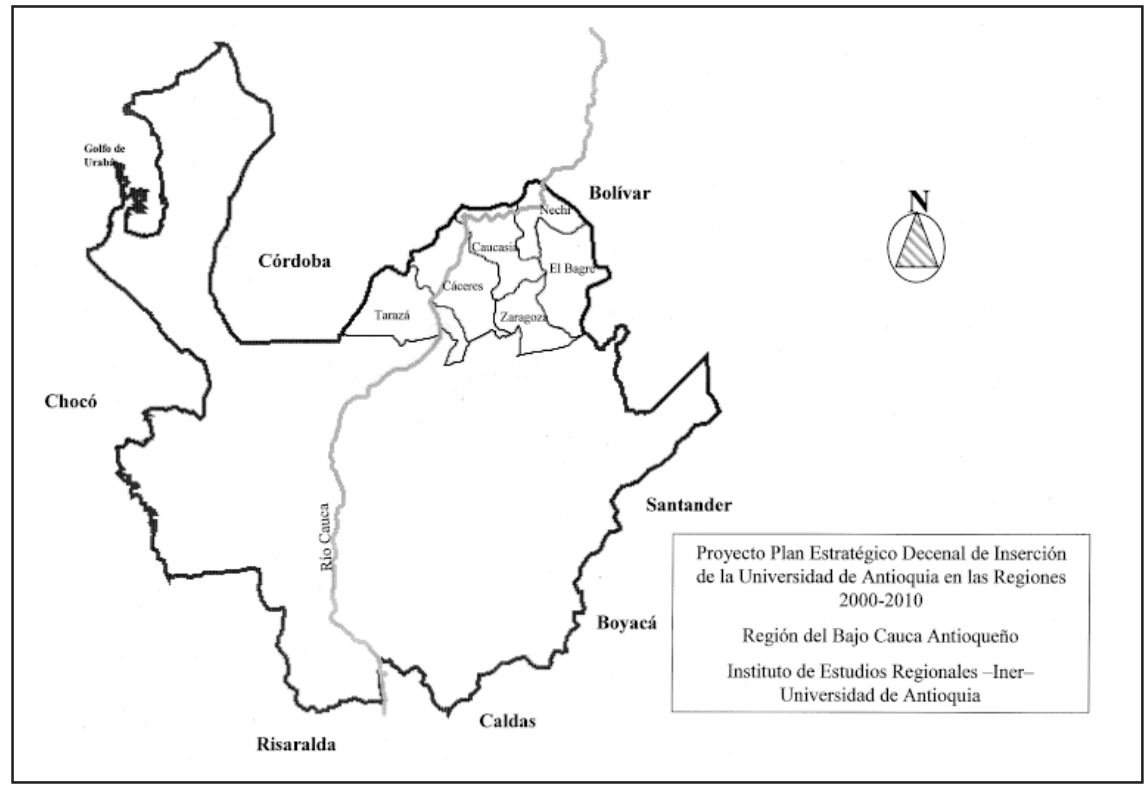 N
Golfo de
Urabá
Bolívar
Nechí
Caucasia
Córdoba
El Bagre
Cáceres
Tarazá
Zaragoza
Chocó
Santander
Río Cauca
Proyecto Plan Estratégico Decenal de Inserción
de la Universidad de Antioquia en las Regiones
2000-2010
Región del Bajo Cauca Antioqueño
Instituto de Estudios Regionales –Iner–
Universidad de Antioquia
Boyacá
Caldas
Risaralda